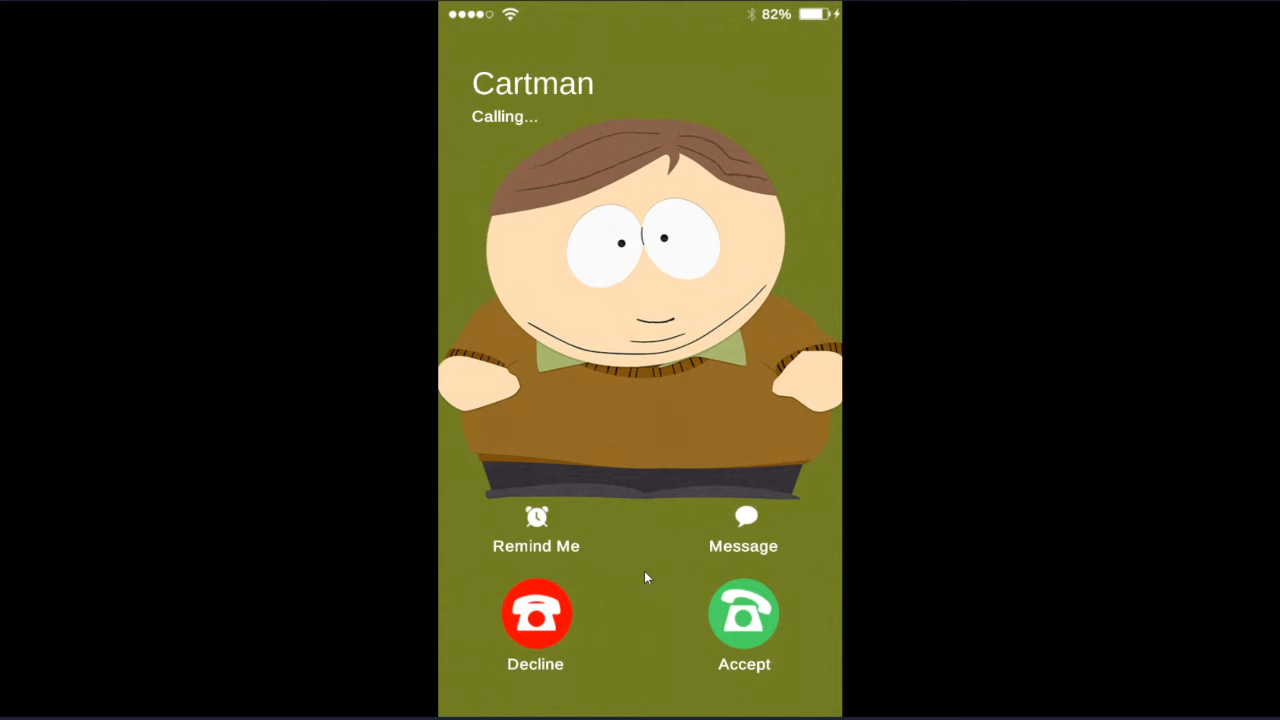 82%
Cartman
Calling...
Remind Me
Message
Decline
Accept